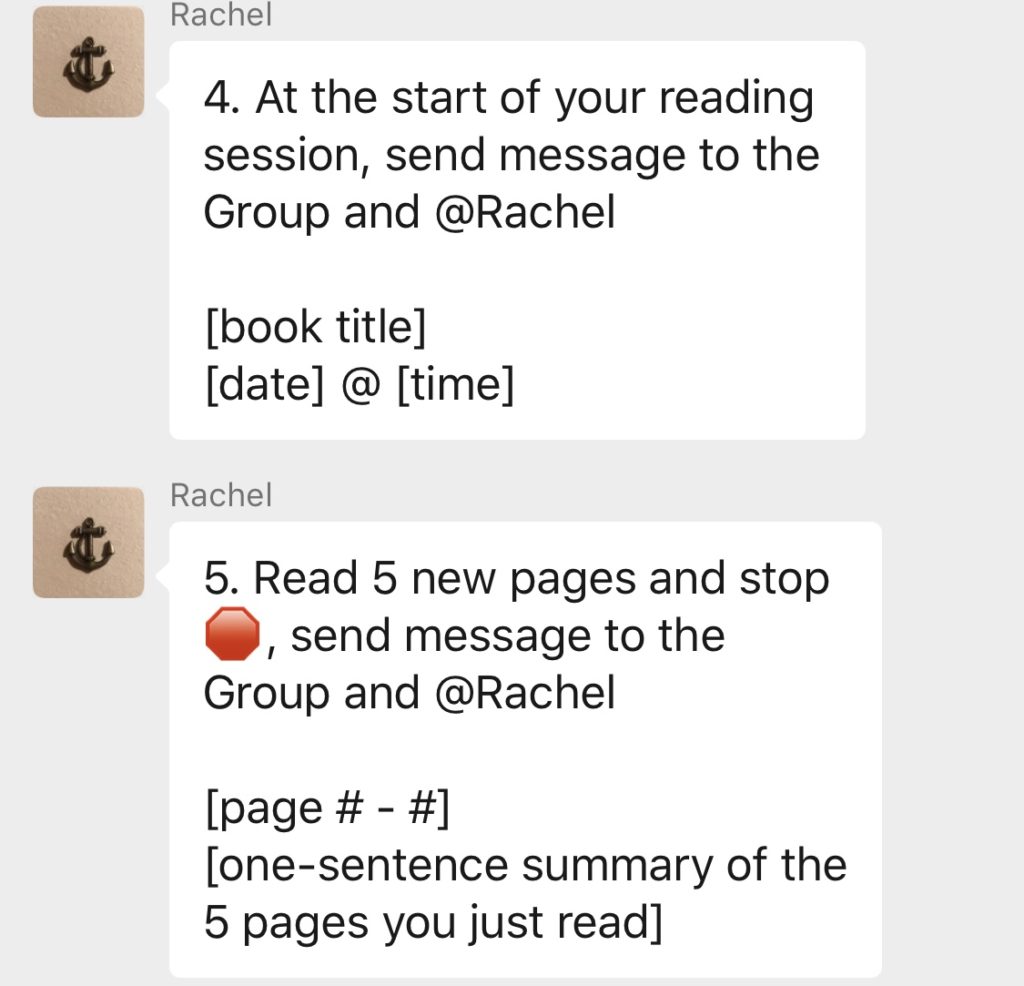 Rachel
4. At the start of your reading
session, send message to the
Group and @Rachel
[book title]
[date] @ [time]
Rachel
5. Read 5 new pages and stop
🛑, send message to the
Group and @Rachel
[page # - #]
[one-sentence summary of the
5 pages you just read]